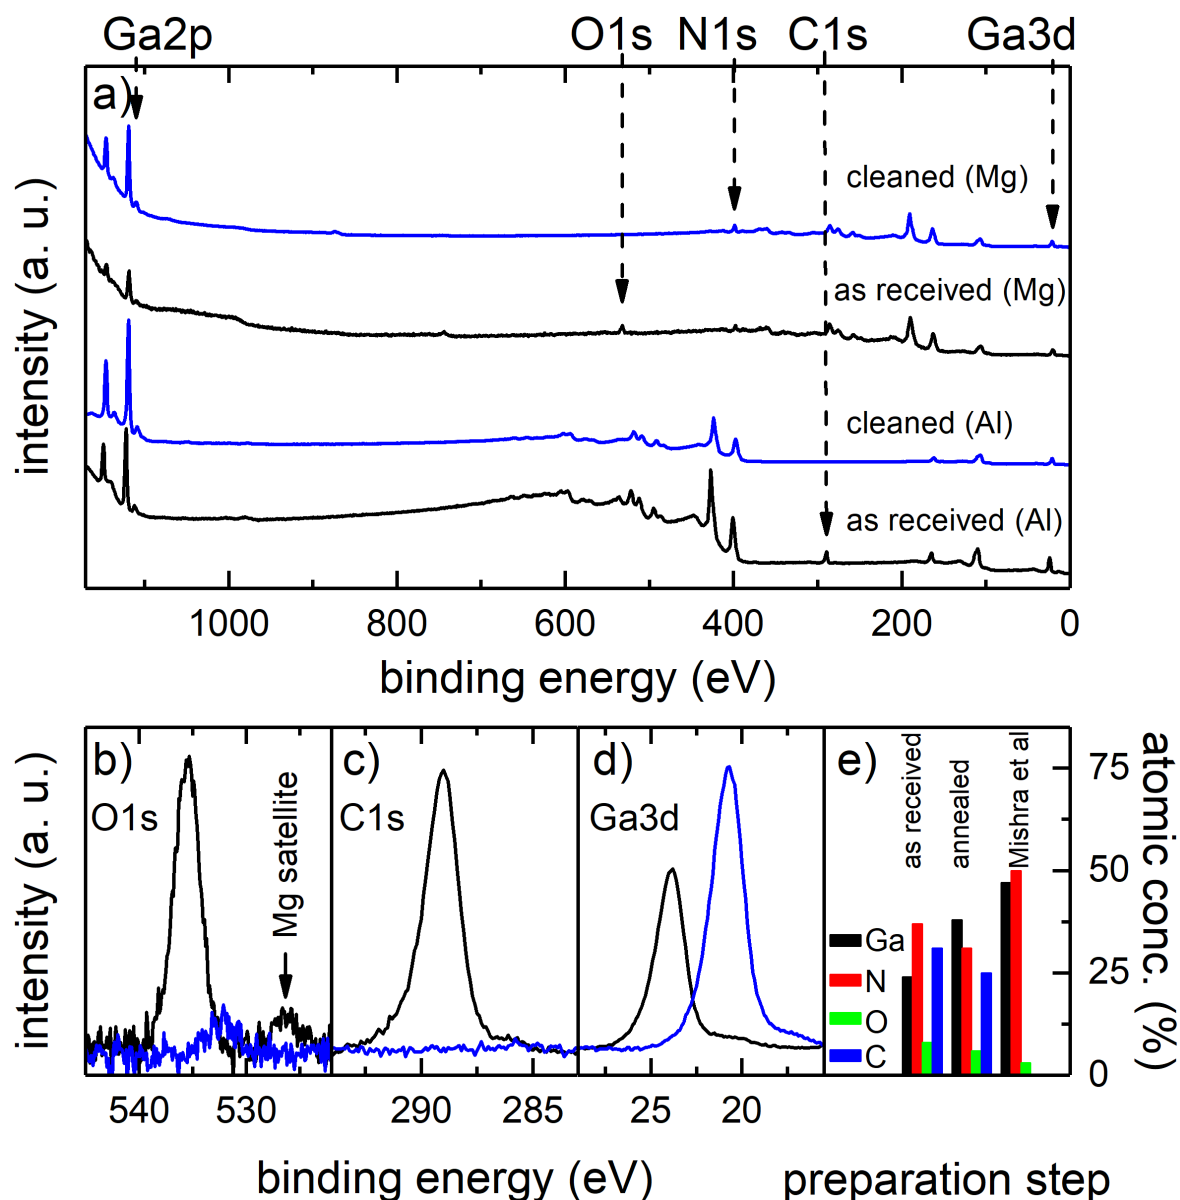 Ga2p O1s N1s C1s Ga3d
a)
cleaned (Mg)
as received (Mg)
cleaned (Al)
as received (Al)
intensity (a. u.)
1000 800 600 400 200 0
binding energy (eV)
b)
O1s
Mg satellite
c)
C1s
d)
Ga3d
e)
as received
annealed
Mishra et al
Ga
N
O
C
75
50
25
0
atomic conc. (%)
intensity (a. u.)
540 530 290 285 25 20
binding energy (eV)
preparation step